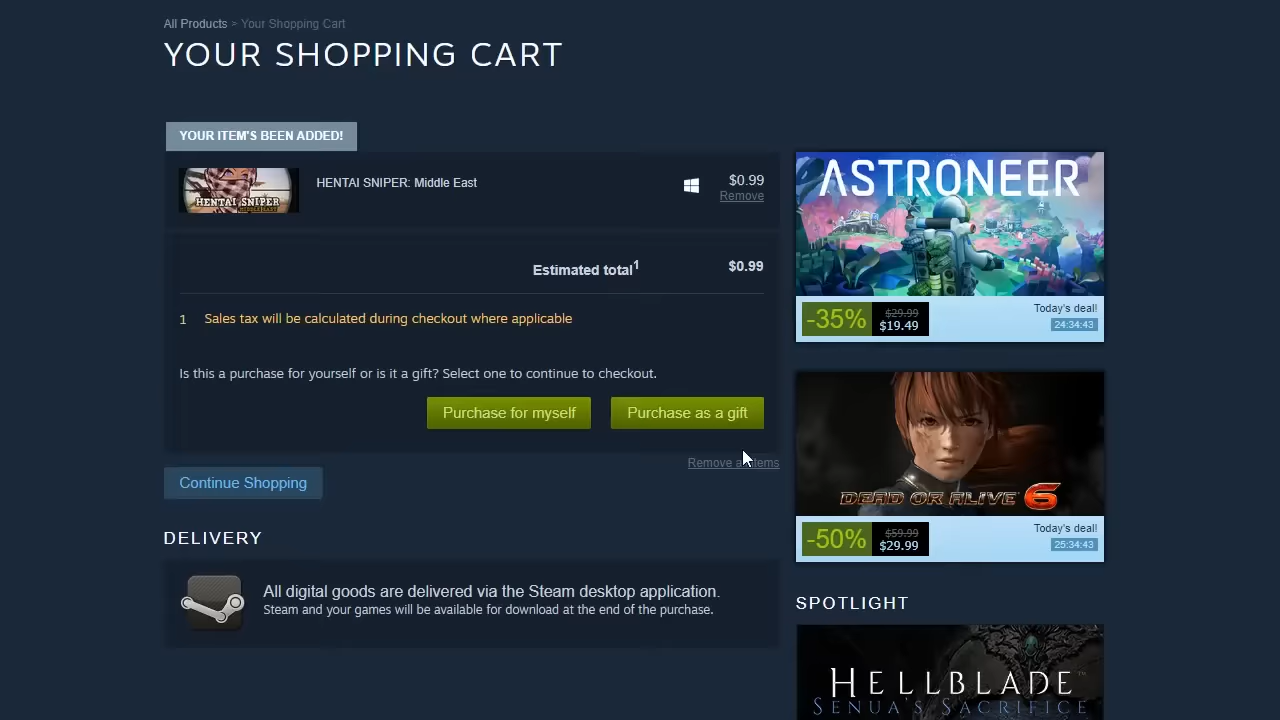 All Products > Your Shopping Cart
YOUR SHOPPING CART
YOUR ITEM'S BEEN ADDED!
HENTAI SNIPER
HENTAI SNIPER: Middle East
$0.99
Remove
Estimated total1
$0.99
1 Sales tax will be calculated during checkout where applicable
Is this a purchase for yourself or is it a gift? Select one to continue to checkout.
Purchase for myself
Purchase as a gift
Remove a items
Continue Shopping
DELIVERY
All digital goods are delivered via the Steam desktop application.
Steam and your games will be available for download at the end of the purchase.
ASTRONEER
-35%
$29.99
$19.49
Today's deal!
24:34:43
DEAD OR ALIVE 6
-50%
$59.99
$29.99
Today's deal!
25:34:43
SPOTLIGHT
HELLBLADE™
SENUA'S SACRIFICE